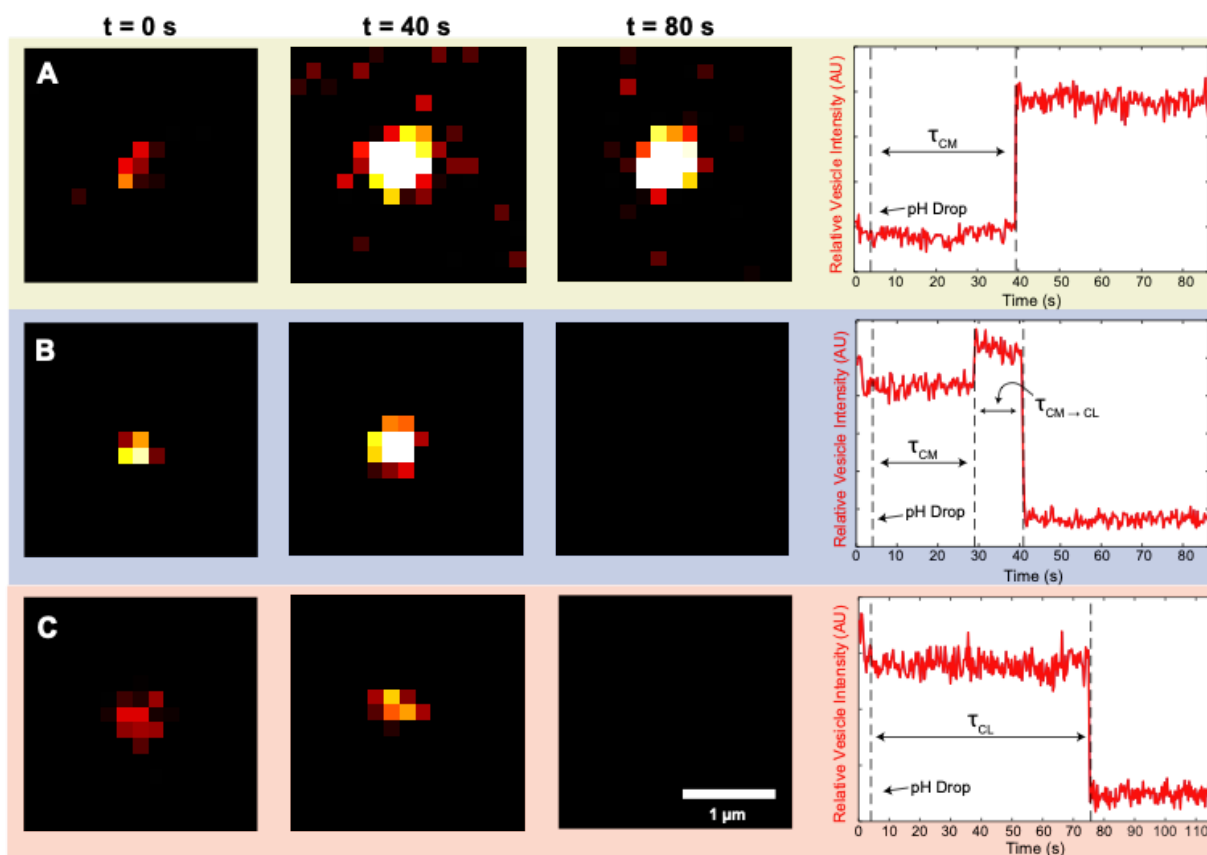 t = 0 s
t = 40 s
t = 80 s
A
Relative Vesicle Intensity (AU)
τCM
pH Drop
0 10 20 30 40 50 60 70 80
Time (s)
B
Relative Vesicle Intensity (AU)
τCM → CL
τCM
pH Drop
0 10 20 30 40 50 60 70 80
Time (s)
C
1 µm
Relative Vesicle Intensity (AU)
τCL
pH Drop
0 10 20 30 40 50 60 70 80 90 100 110
Time (s)